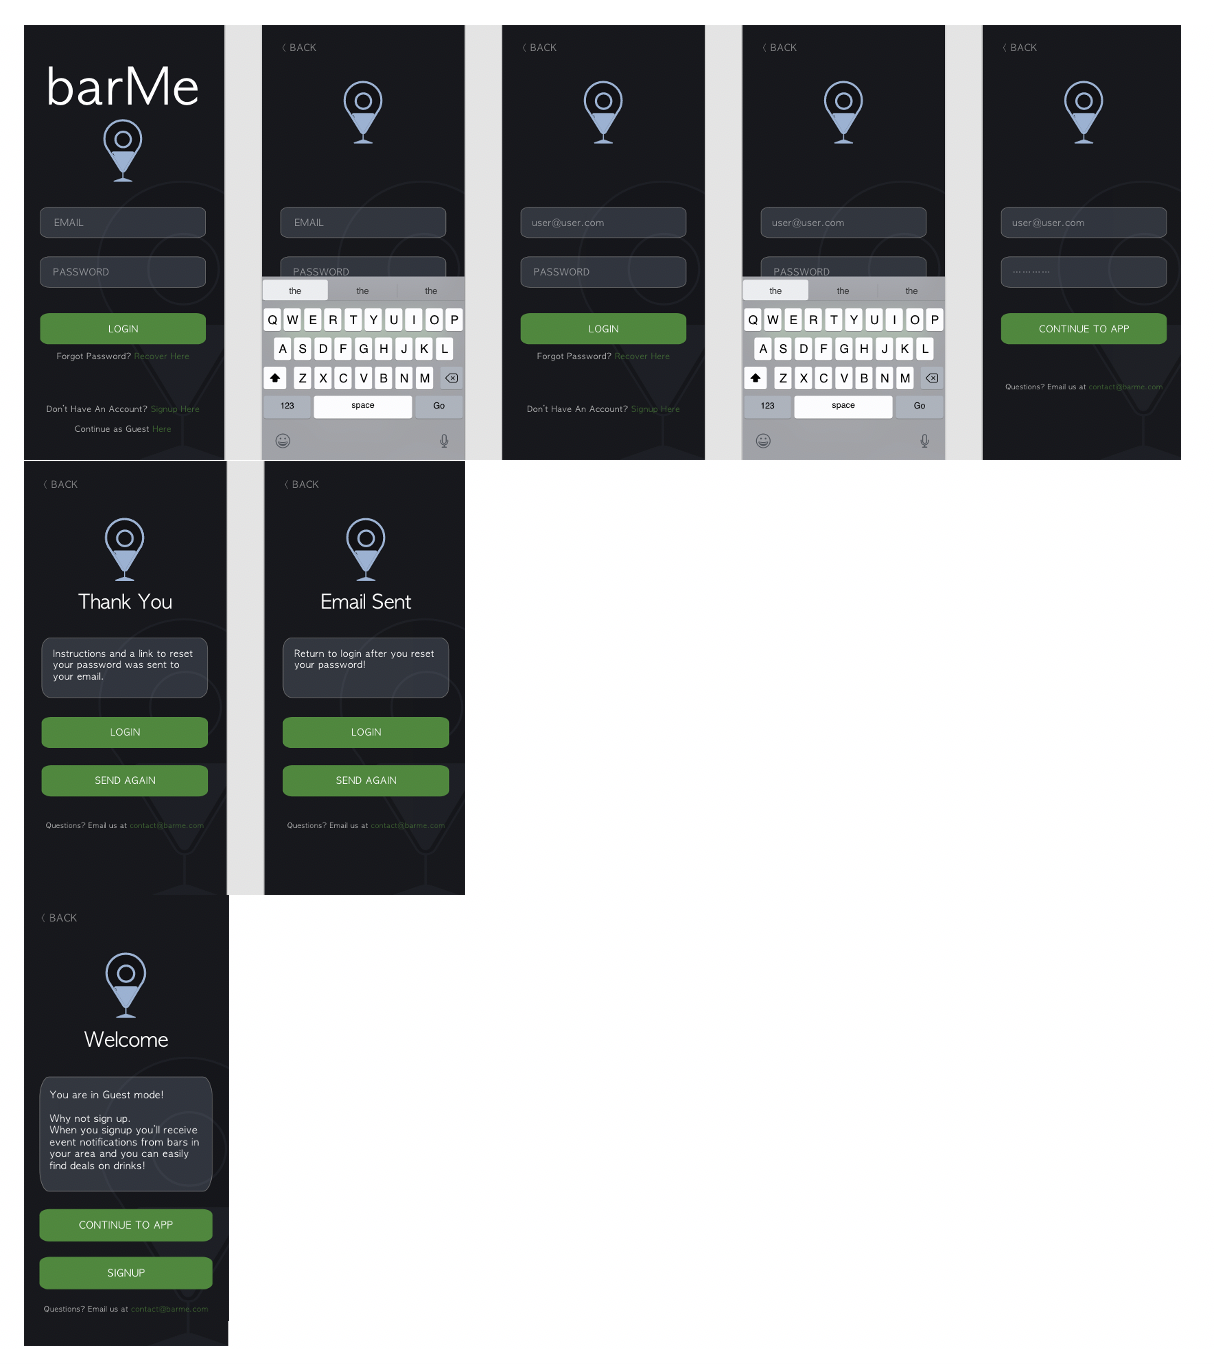 barMe
EMAIL
PASSWORD
LOGIN
Forgot Password? Recover Here
Don't Have An Account? Signup Here
Continue as Guest Here
〈 BACK
EMAIL
PASSWORD
the the the
Q W E R T Y U I O P
A S D F G H J K L
Z X C V B N M
123 space Go
〈 BACK
user@user.com
PASSWORD
LOGIN
Forgot Password? Recover Here
Don't Have An Account? Signup Here
〈 BACK
user@user.com
PASSWORD
the the the
Q W E R T Y U I O P
A S D F G H J K L
Z X C V B N M
123 space Go
〈 BACK
user@user.com
············
CONTINUE TO APP
Questions? Email us at contact@barme.com
〈 BACK
Thank You
Instructions and a link to reset
your password was sent to
your email.
LOGIN
SEND AGAIN
Questions? Email us at contact@barme.com
〈 BACK
Email Sent
Return to login after you reset
your password!
LOGIN
SEND AGAIN
Questions? Email us at contact@barme.com
〈 BACK
Welcome
You are in Guest mode!
Why not sign up.
When you signup you'll receive
event notifications from bars in
your area and you can easily
find deals on drinks!
CONTINUE TO APP
SIGNUP
Questions? Email us at contact@barme.com